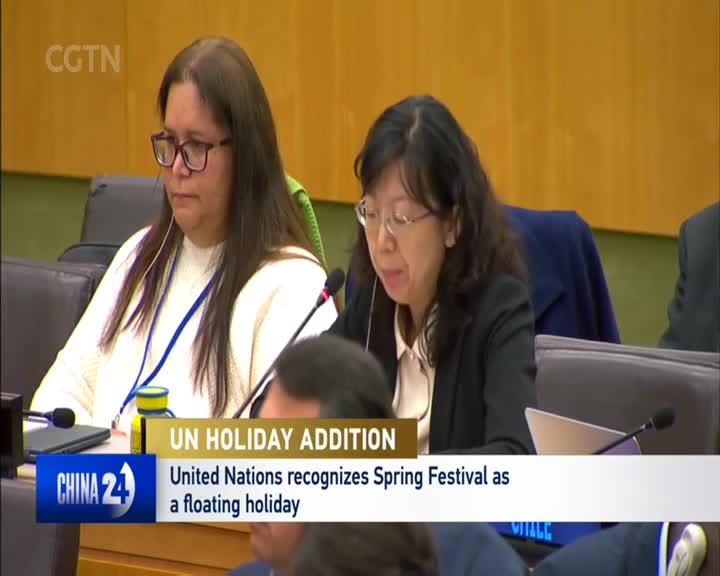 CGTN
UN HOLIDAY ADDITION
United Nations recognizes Spring Festival as
a floating holiday
CHINA 24
CHILE